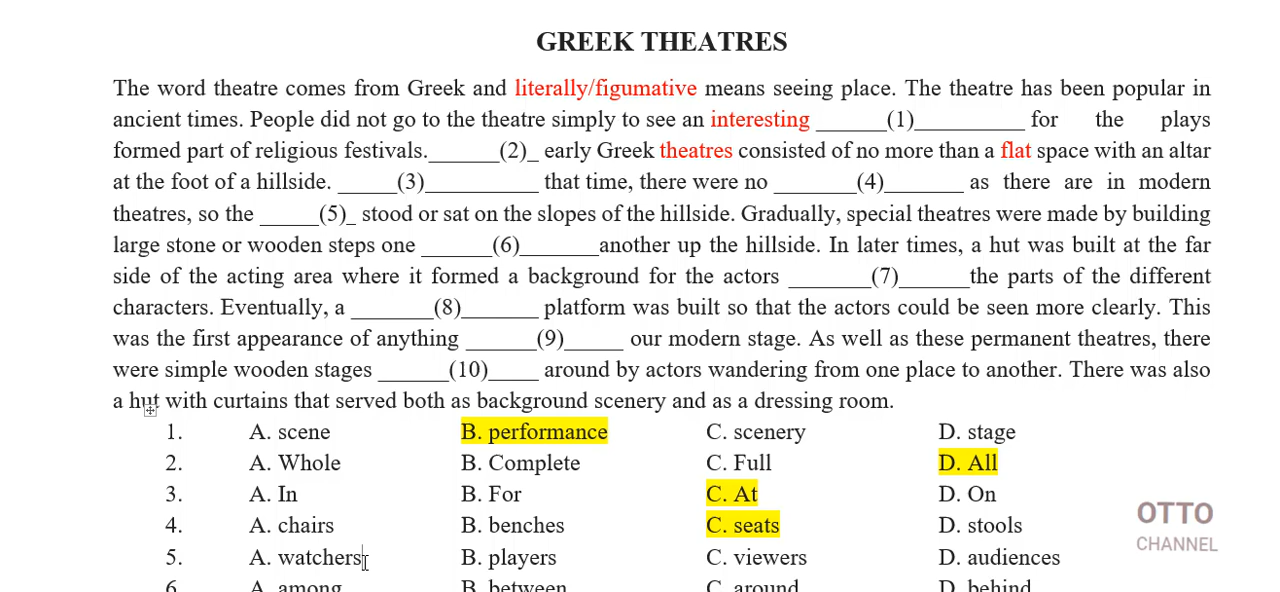 GREEK THEATRES
The word theatre comes from Greek and literally/figumative means seeing place. The theatre has been popular in
ancient times. People did not go to the theatre simply to see an interesting ______(1)__________ for the plays
formed part of religious festivals.______(2)_ early Greek theatres consisted of no more than a flat space with an altar
at the foot of a hillside. _____(3)__________ that time, there were no _______(4)_______ as there are in modern
theatres, so the _____(5)_ stood or sat on the slopes of the hillside. Gradually, special theatres were made by building
large stone or wooden steps one ______(6)_______another up the hillside. In later times, a hut was built at the far
side of the acting area where it formed a background for the actors _______(7)______the parts of the different
characters. Eventually, a _______(8)_______ platform was built so that the actors could be seen more clearly. This
was the first appearance of anything ______(9)_____ our modern stage. As well as these permanent theatres, there
were simple wooden stages ______(10)____ around by actors wandering from one place to another. There was also
a hut with curtains that served both as background scenery and as a dressing room.
1. A. scene B. performance C. scenery D. stage
2. A. Whole B. Complete C. Full D. All
3. A. In B. For C. At D. On
4. A. chairs B. benches C. seats D. stools
5. A. watchers B. players C. viewers D. audiences
6. A. among B. between C. around D. behind
OTTO
CHANNEL